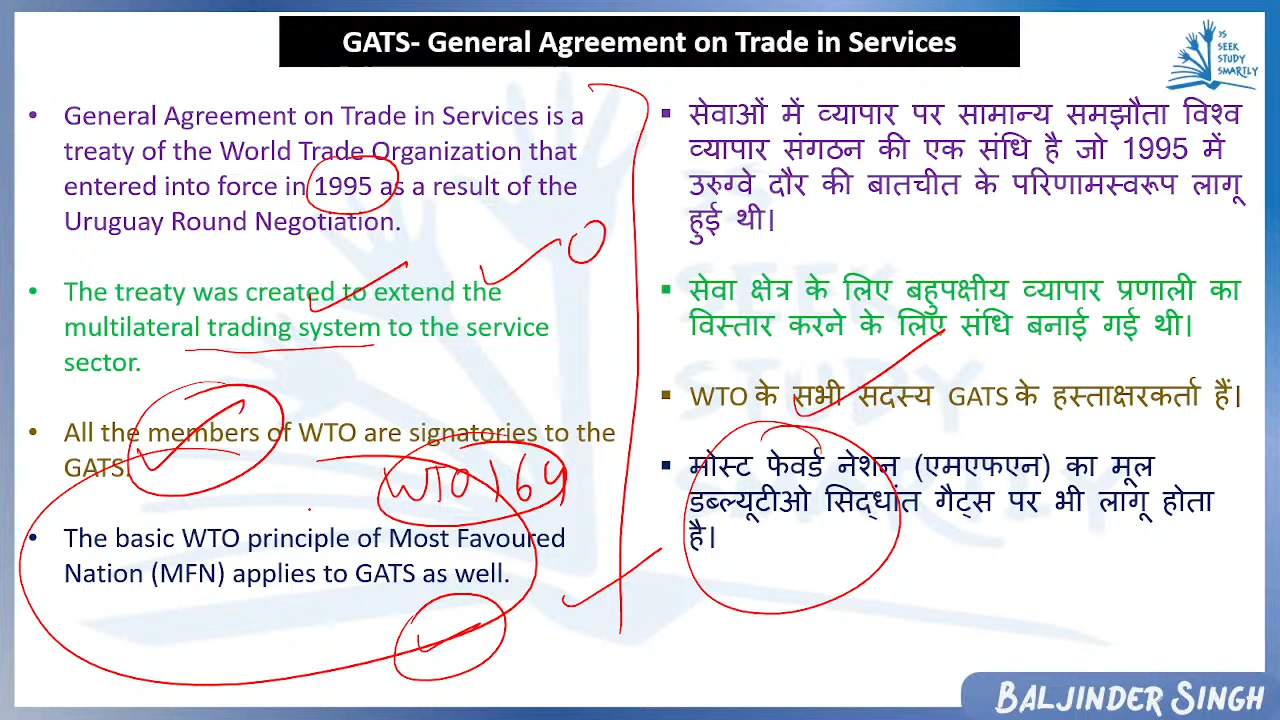 GATS- General Agreement on Trade in Services
3S
SEEK
STUDY
SMARTLY
• General Agreement on Trade in Services is a
treaty of the World Trade Organization that
entered into force in 1995 as a result of the
Uruguay Round Negotiation.
• The treaty was created to extend the
multilateral trading system to the service
sector.
• All the members of WTO are signatories to the
GATS.
WTO 164
• The basic WTO principle of Most Favoured
Nation (MFN) applies to GATS as well.
▪ सेवाओं में व्यापार पर सामान्य समझौता विश्व
व्यापार संगठन की एक संधि है जो 1995 में
उरुग्वे दौर की बातचीत के परिणामस्वरूप लागू
हुई थी।
▪ सेवा क्षेत्र के लिए बहुपक्षीय व्यापार प्रणाली का
विस्तार करने के लिए संधि बनाई गई थी।
▪ WTO के सभी सदस्य GATS के हस्ताक्षरकर्ता हैं।
▪ मोस्ट फेवर्ड नेशन (एमएफएन) का मूल
डब्ल्यूटीओ सिद्धांत गैट्स पर भी लागू होता
है।
SEEK
STUDY
SMARTLY
BALJINDER SINGH